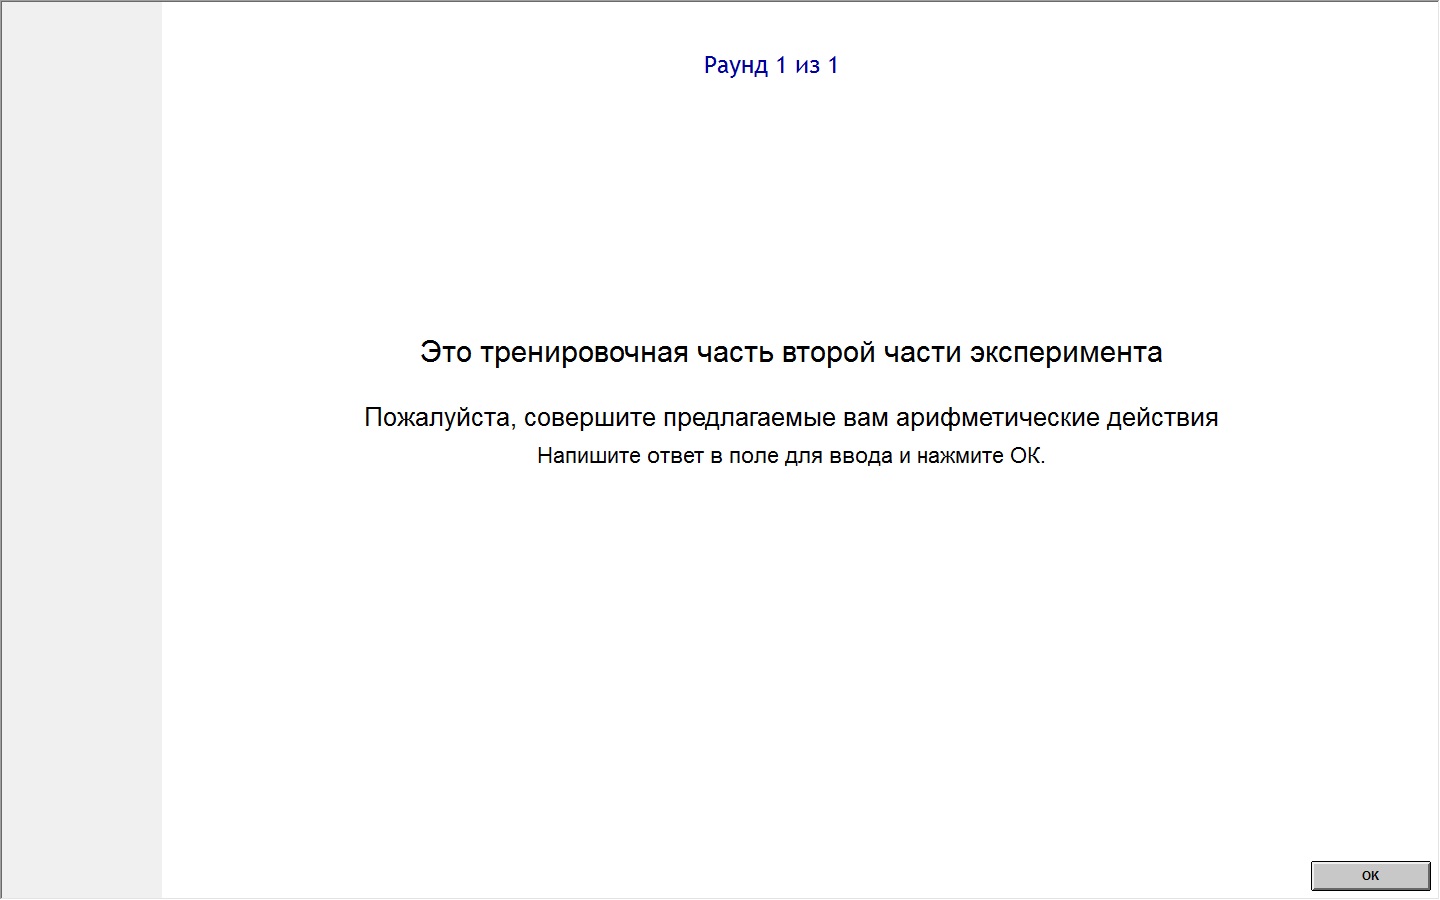 Раунд 1 из 1
Это тренировочная часть второй части эксперимента
Пожалуйста, совершите предлагаемые вам арифметические действия
Напишите ответ в поле для ввода и нажмите ОК.
ОК